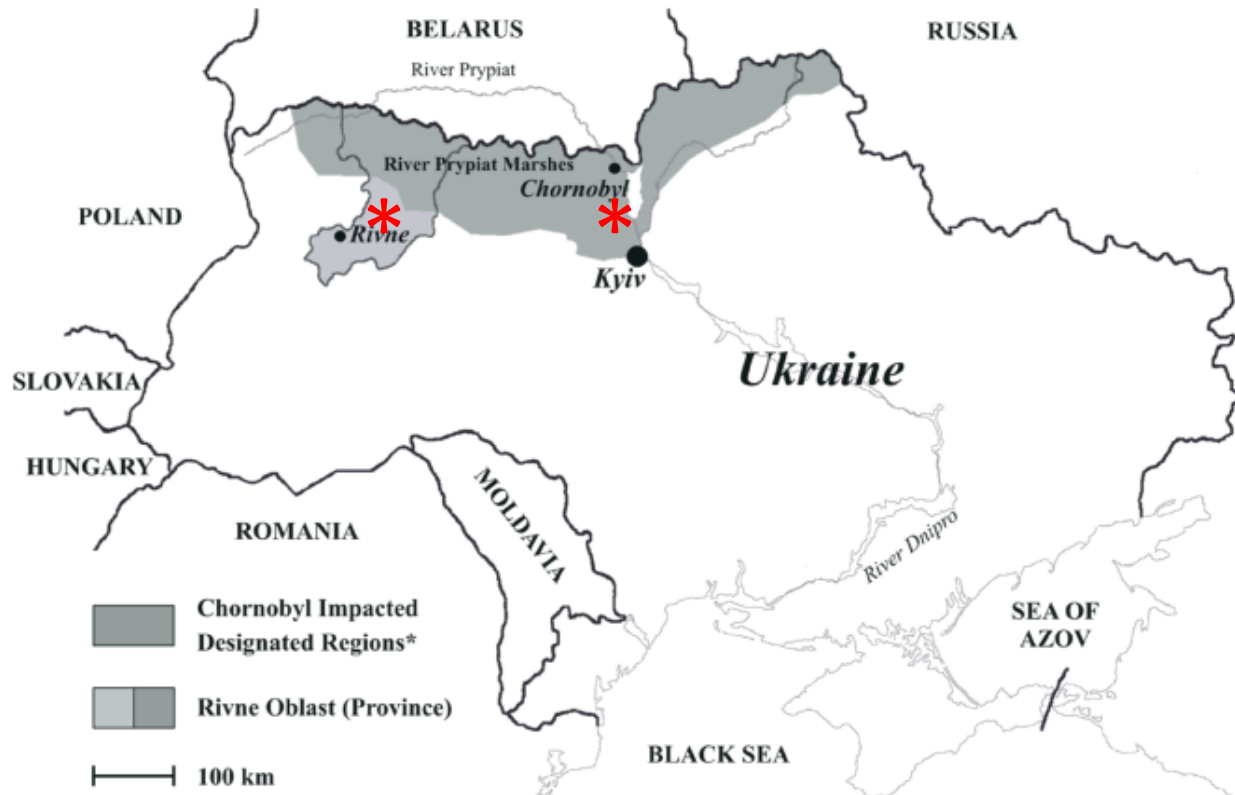 BELARUS
RUSSIA
River Prypiat
River Prypiat Marshes
Chornobyl
POLAND
*
*
Rivne
Kyiv
Ukraine
SLOVAKIA
HUNGARY
MOLDAVIA
ROMANIA
River Dnipro
Chornobyl Impacted
Designated Regions*
SEA OF
AZOV
Rivne Oblast (Province)
BLACK SEA
100 km